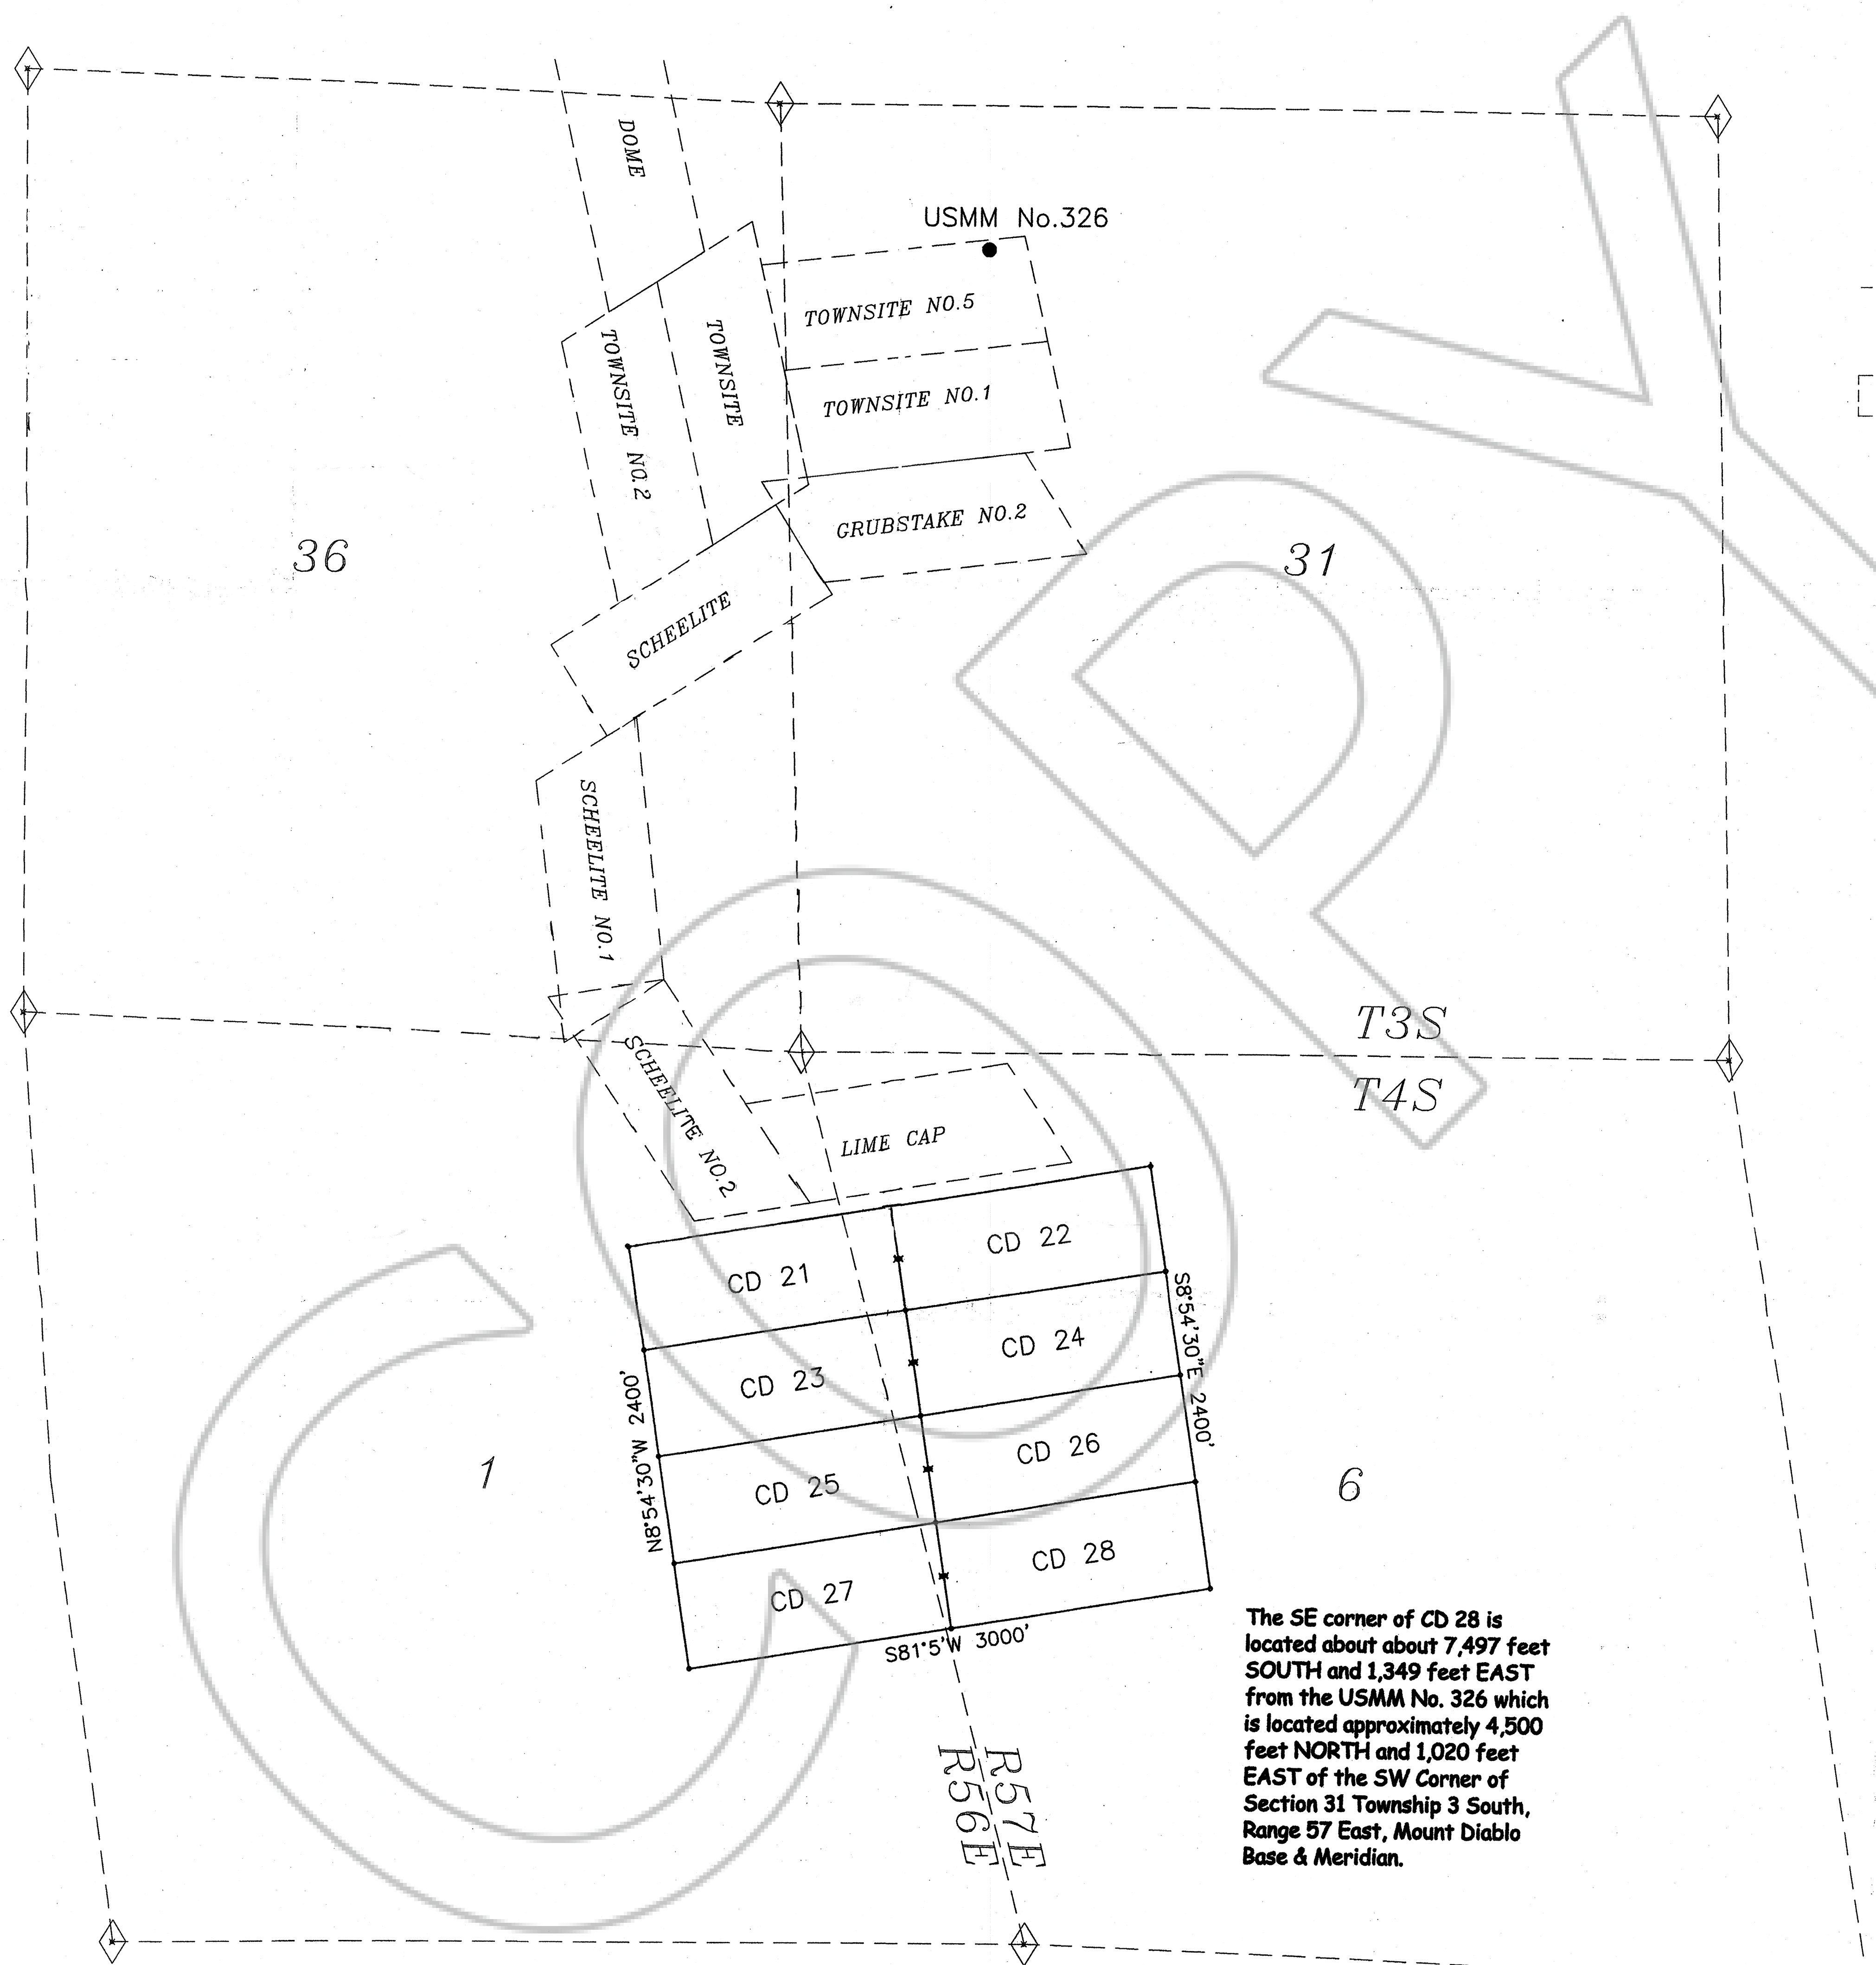 DOME
USMM No.326
TOWNSITE NO.5
TOWNSITE
TOWNSITE NO.2
TOWNSITE NO.1
GRUBSTAKE NO.2
36
31
SCHEELITE
SCHEELITE NO.1
T3S
T4S
SCHEELITE NO.2
LIME CAP
CD 22
CD 21
S8°54'30"E 2400'
CD 24
CD 23
N8°54'30"W 2400'
CD 26
CD 25
1
6
CD 28
CD 27
S81°5'W 3000'
The SE corner of CD 28 is
located about about 7,497 feet
SOUTH and 1,349 feet EAST
from the USMM No. 326 which
is located approximately 4,500
feet NORTH and 1,020 feet
EAST of the SW Corner of
Section 31 Township 3 South,
Range 57 East, Mount Diablo
Base & Meridian.
R57E
R56E
COPY